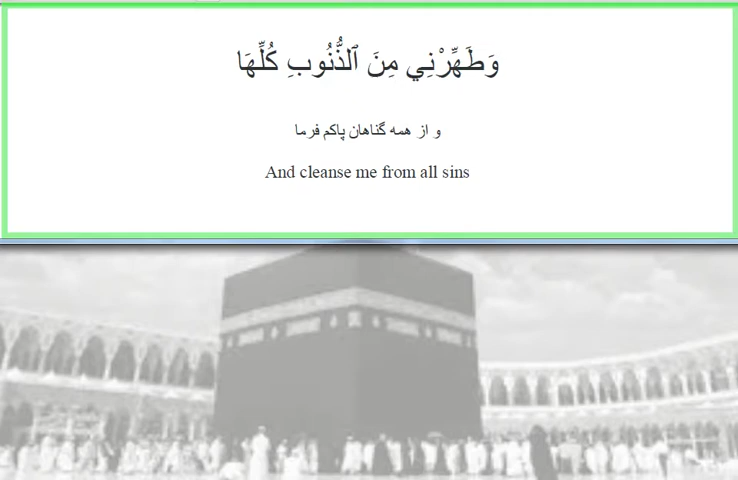 وَطَهِّرْنِي مِنَ ٱلذُّنُوبِ كُلِّهَا
و از همه گناهان پاکم فرما
And cleanse me from all sins